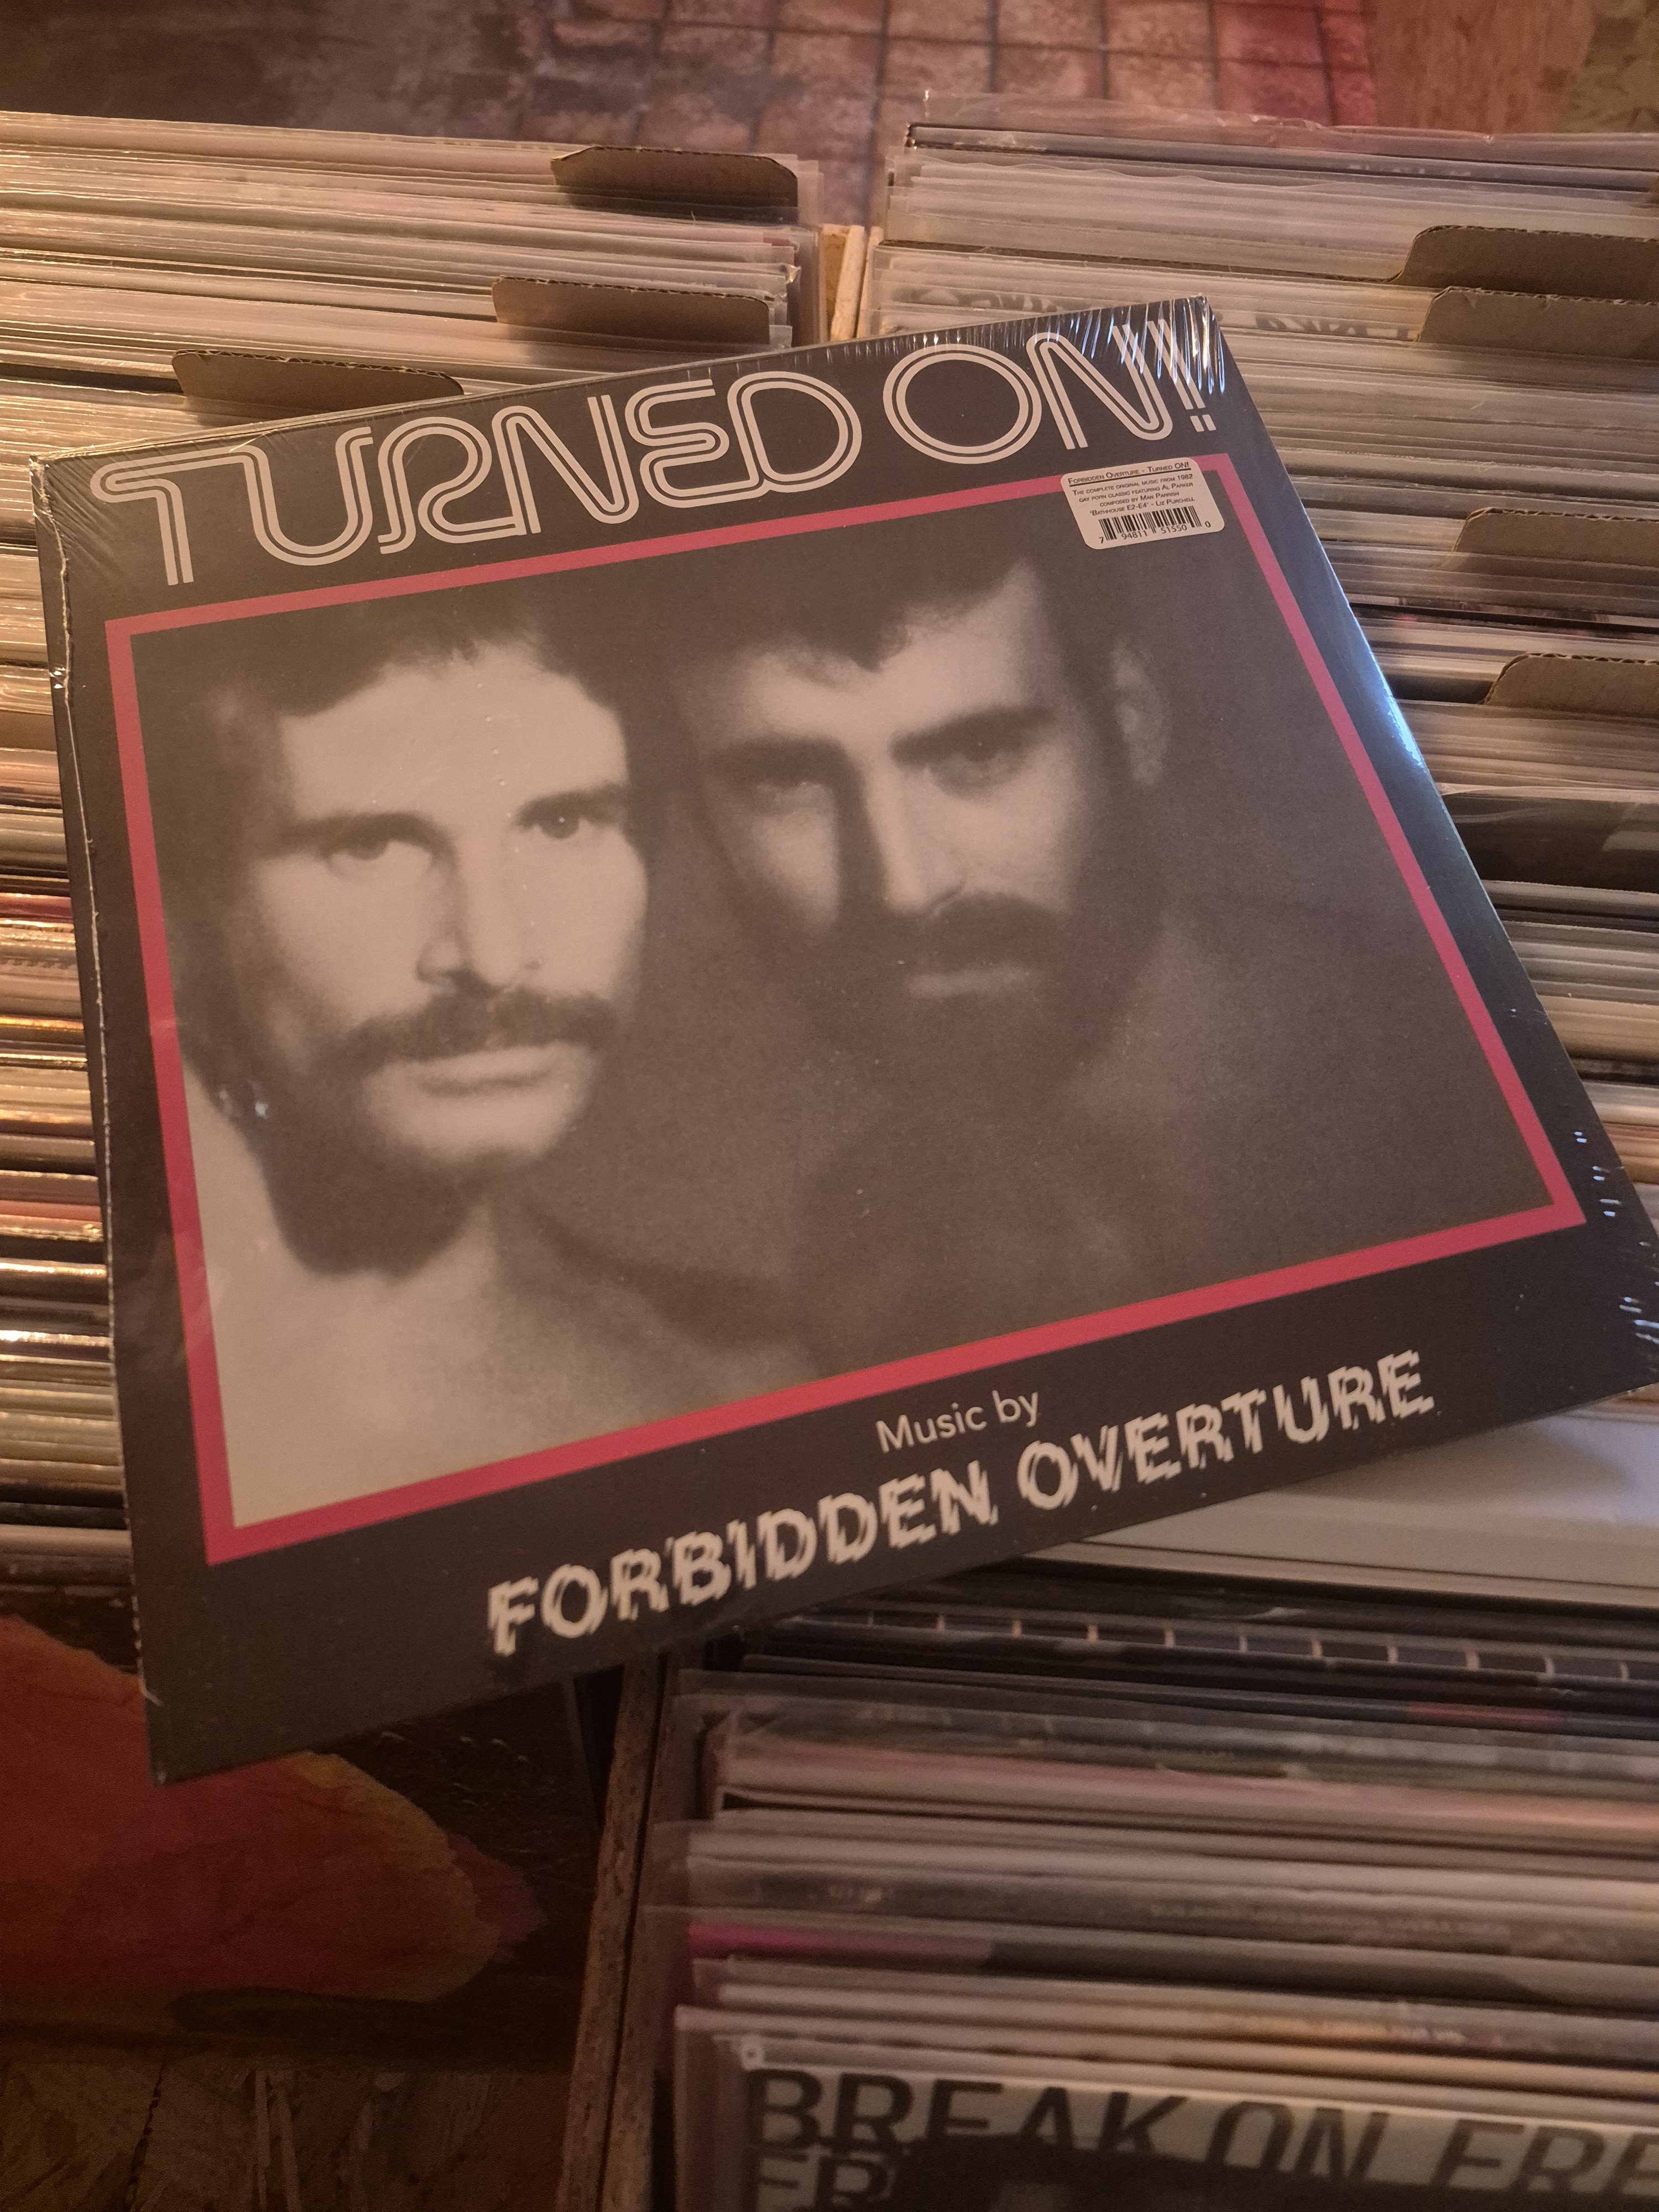 TURNED ON!
FORBIDDEN OVERTURE - TURNED ON!
THE COMPLETE ORIGINAL MUSIC FROM 1982
GAY PORN CLASSIC FEATURING AL PARKER
COMPOSED BY MAN PARRISH
"BATHHOUSE E2-E4" - LIZ PURCHELL
7 94811 51550 0
Music by
FORBIDDEN OVERTURE
BREAK ON